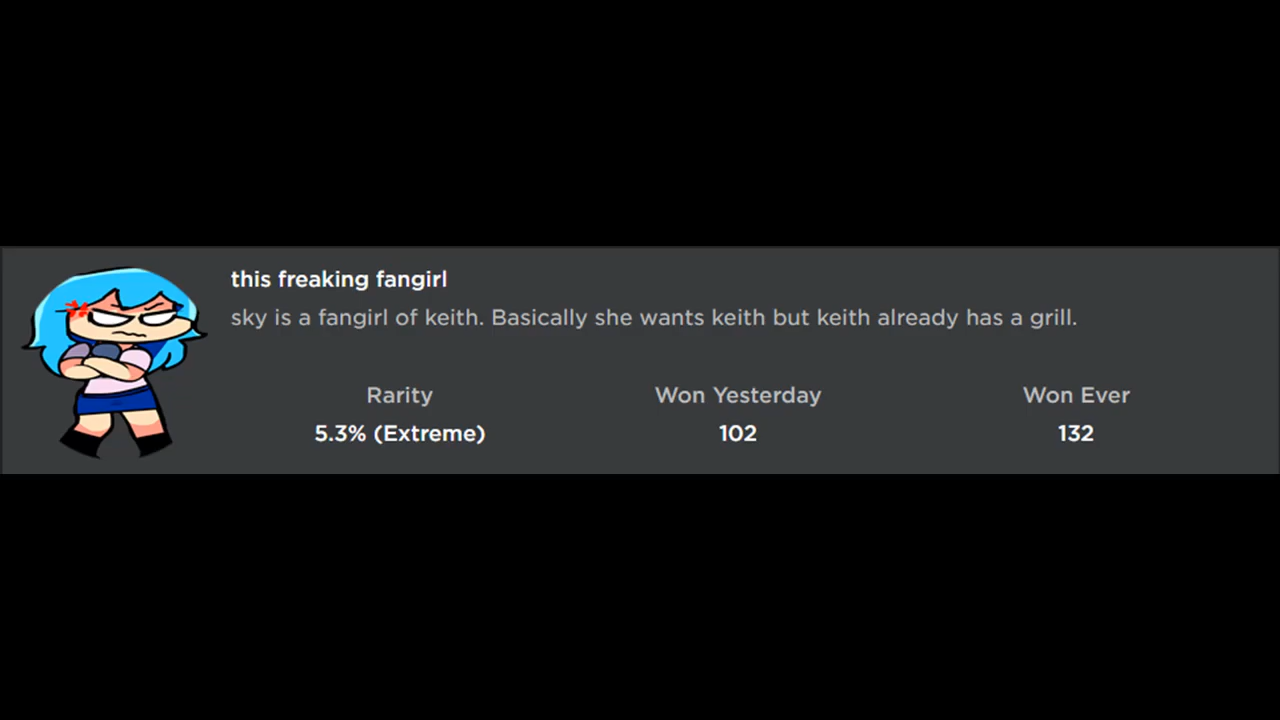 this freaking fangirl
sky is a fangirl of keith. Basically she wants keith but keith already has a grill.
Rarity
Won Yesterday
Won Ever
5.3% (Extreme)
102
132